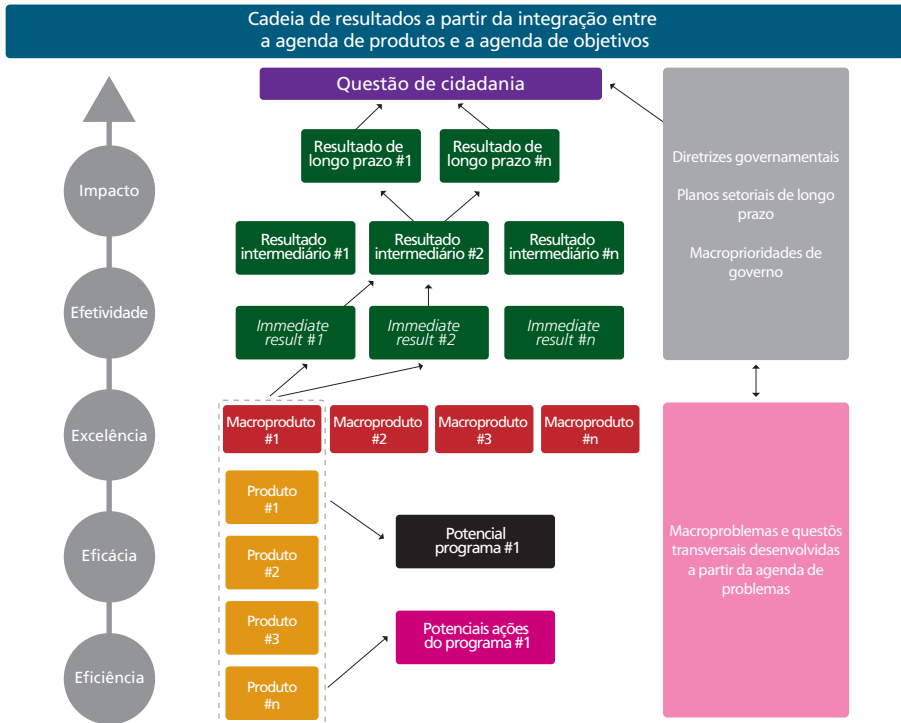 Cadeia de resultados a partir da integração entre
a agenda de produtos e a agenda de objetivos
Questão de cidadania
Resultado de
longo prazo #1
Resultado de
longo prazo #n
Impacto
Diretrizes governamentais
Planos setoriais de longo
prazo
Macroprioridades de
governo
Resultado
intermediário #1
Resultado
intermediário #2
Resultado
intermediário #n
Efetividade
Immediate
result #1
Immediate
result #2
Immediate
result #n
Excelência
Macroproduto
#1
Macroproduto
#2
Macroproduto
#3
Macroproduto
#n
Produto
#1
Potencial
programa #1
Eficácia
Produto
#2
Macroproblemas e questõs
transversais desenvolvidas
a partir da agenda de
problemas
Produto
#3
Potenciais ações
do programa #1
Eficiência
Produto
#n